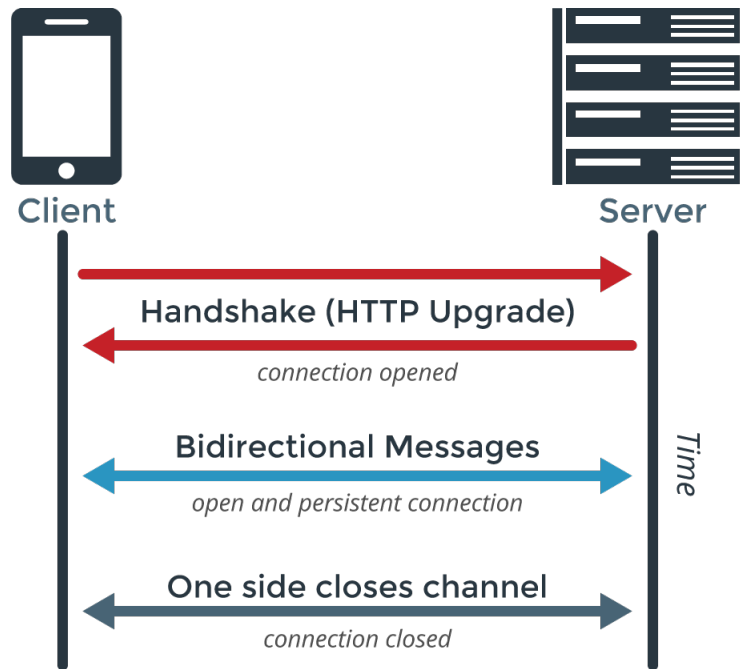 Client
Server
Handshake (HTTP Upgrade)
connection opened
Bidirectional Messages
open and persistent connection
Time
One side closes channel
connection closed